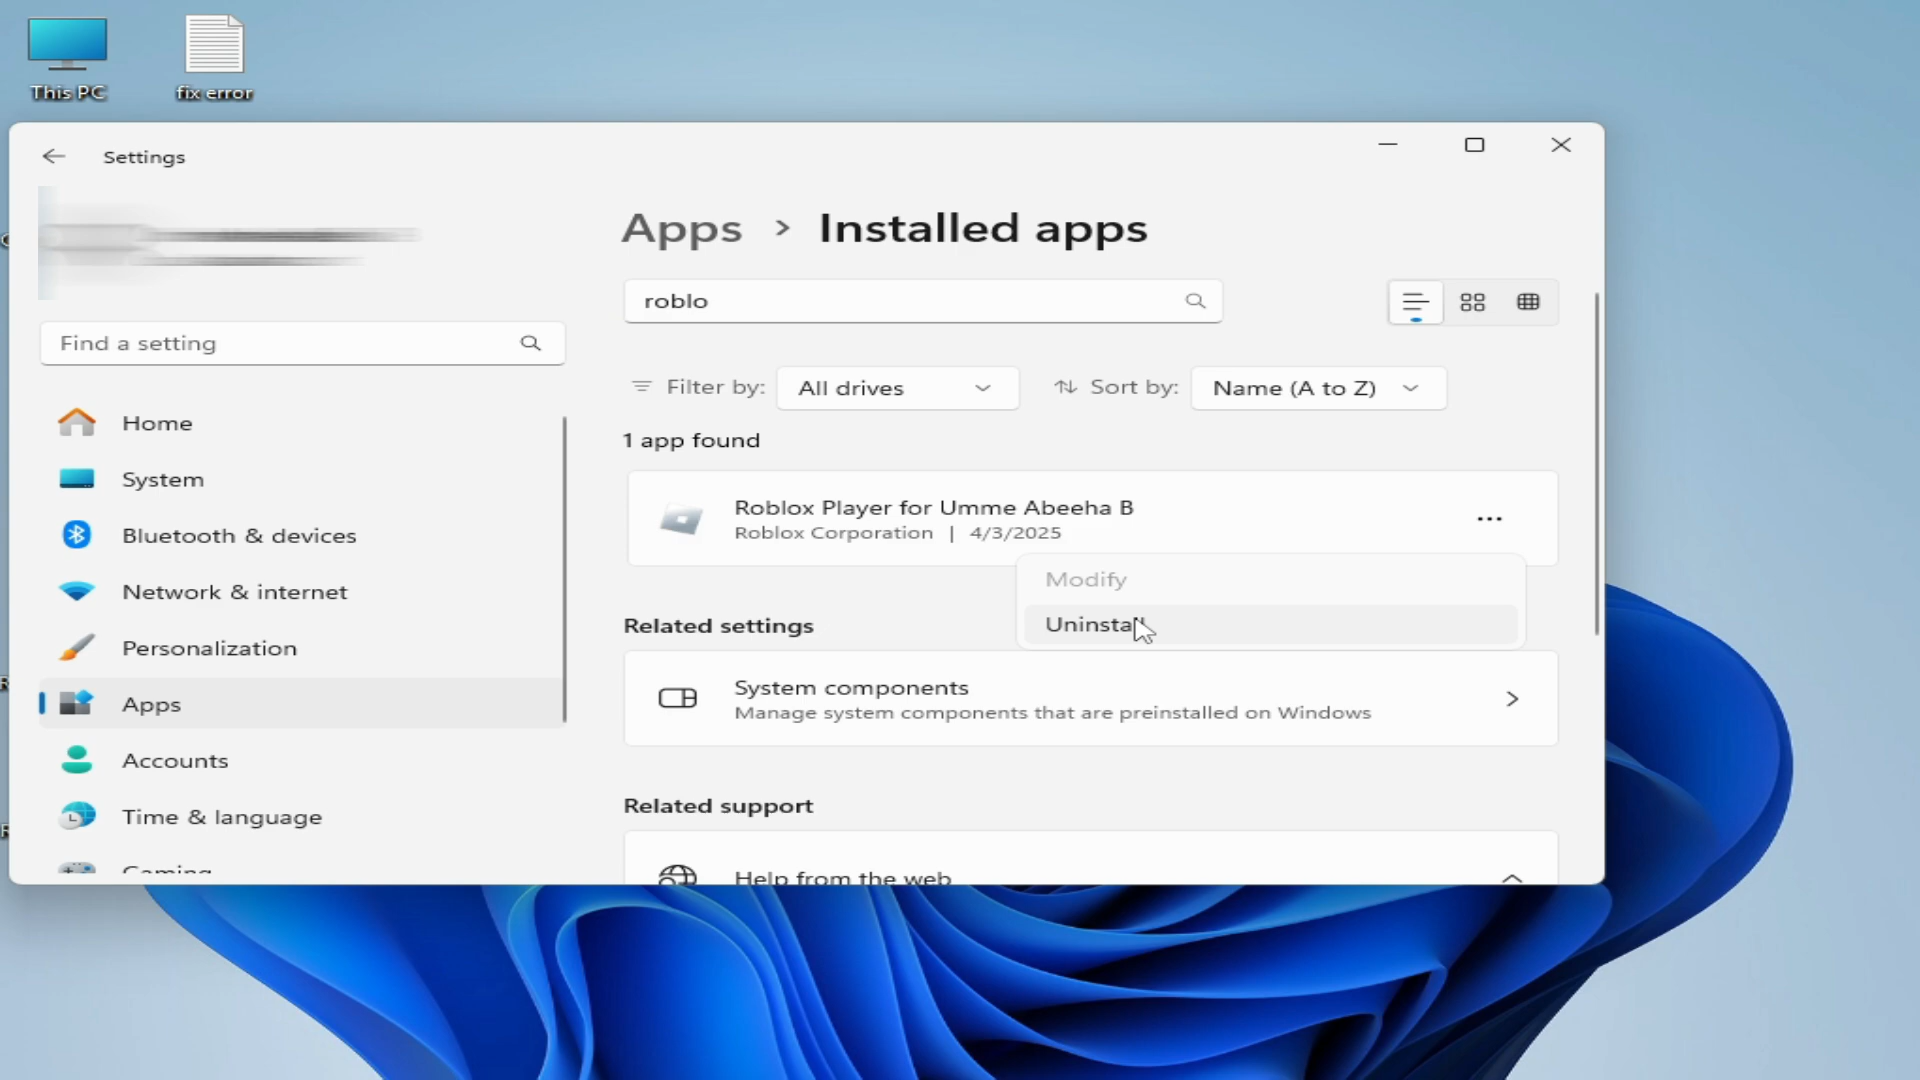 This PC
fix error
Settings
Apps > Installed apps
roblo
Find a setting
Filter by:
All drives
Sort by:
Name (A to Z)
1 app found
Home
System
Bluetooth & devices
Network & internet
Personalization
Apps
Accounts
Time & language
Gaming
Roblox Player for Umme Abeeha B
Roblox Corporation | 4/3/2025
Modify
Uninstall
Related settings
System components
Manage system components that are preinstalled on Windows
Related support
Help from the web